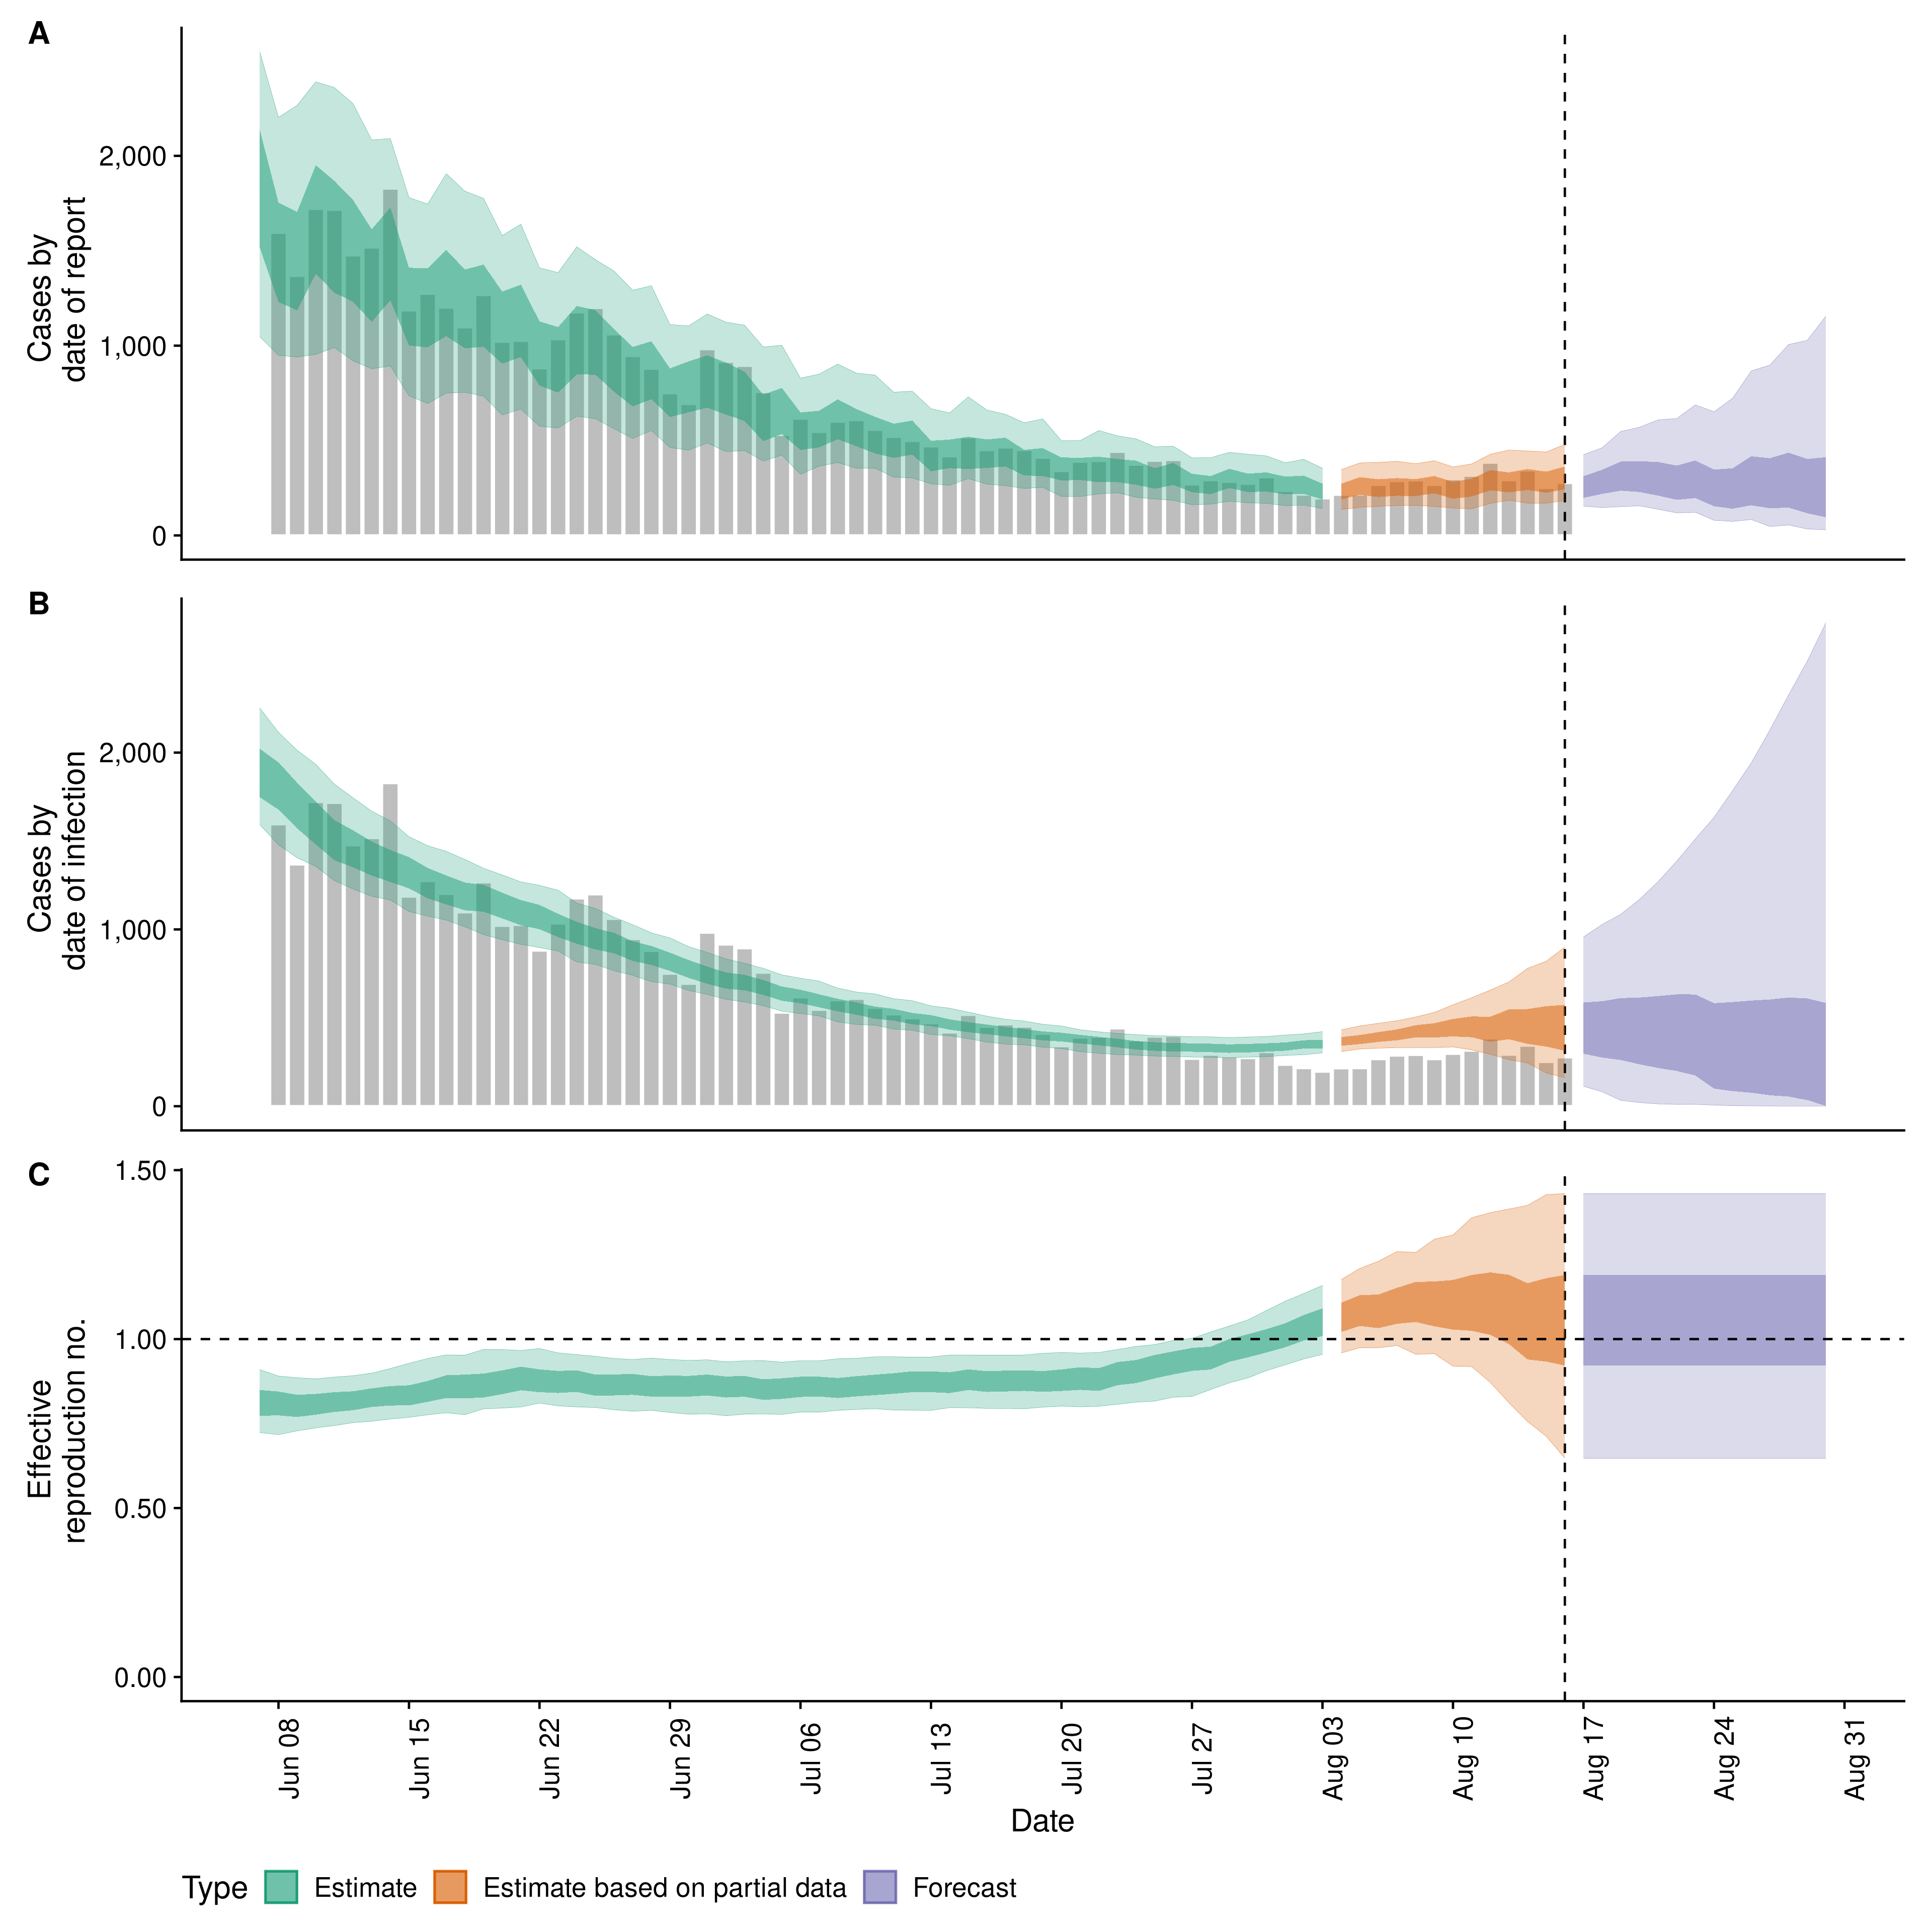 A
Cases by
date of report
2,000
1,000
0
B
Cases by
date of infection
2,000
1,000
0
C
Effective
reproduction no.
1.50
1.00
0.50
0.00
Jun 08
Jun 15
Jun 22
Jun 29
Jul 06
Jul 13
Jul 20
Jul 27
Aug 03
Aug 10
Aug 17
Aug 24
Aug 31
Date
Type Estimate Estimate based on partial data Forecast